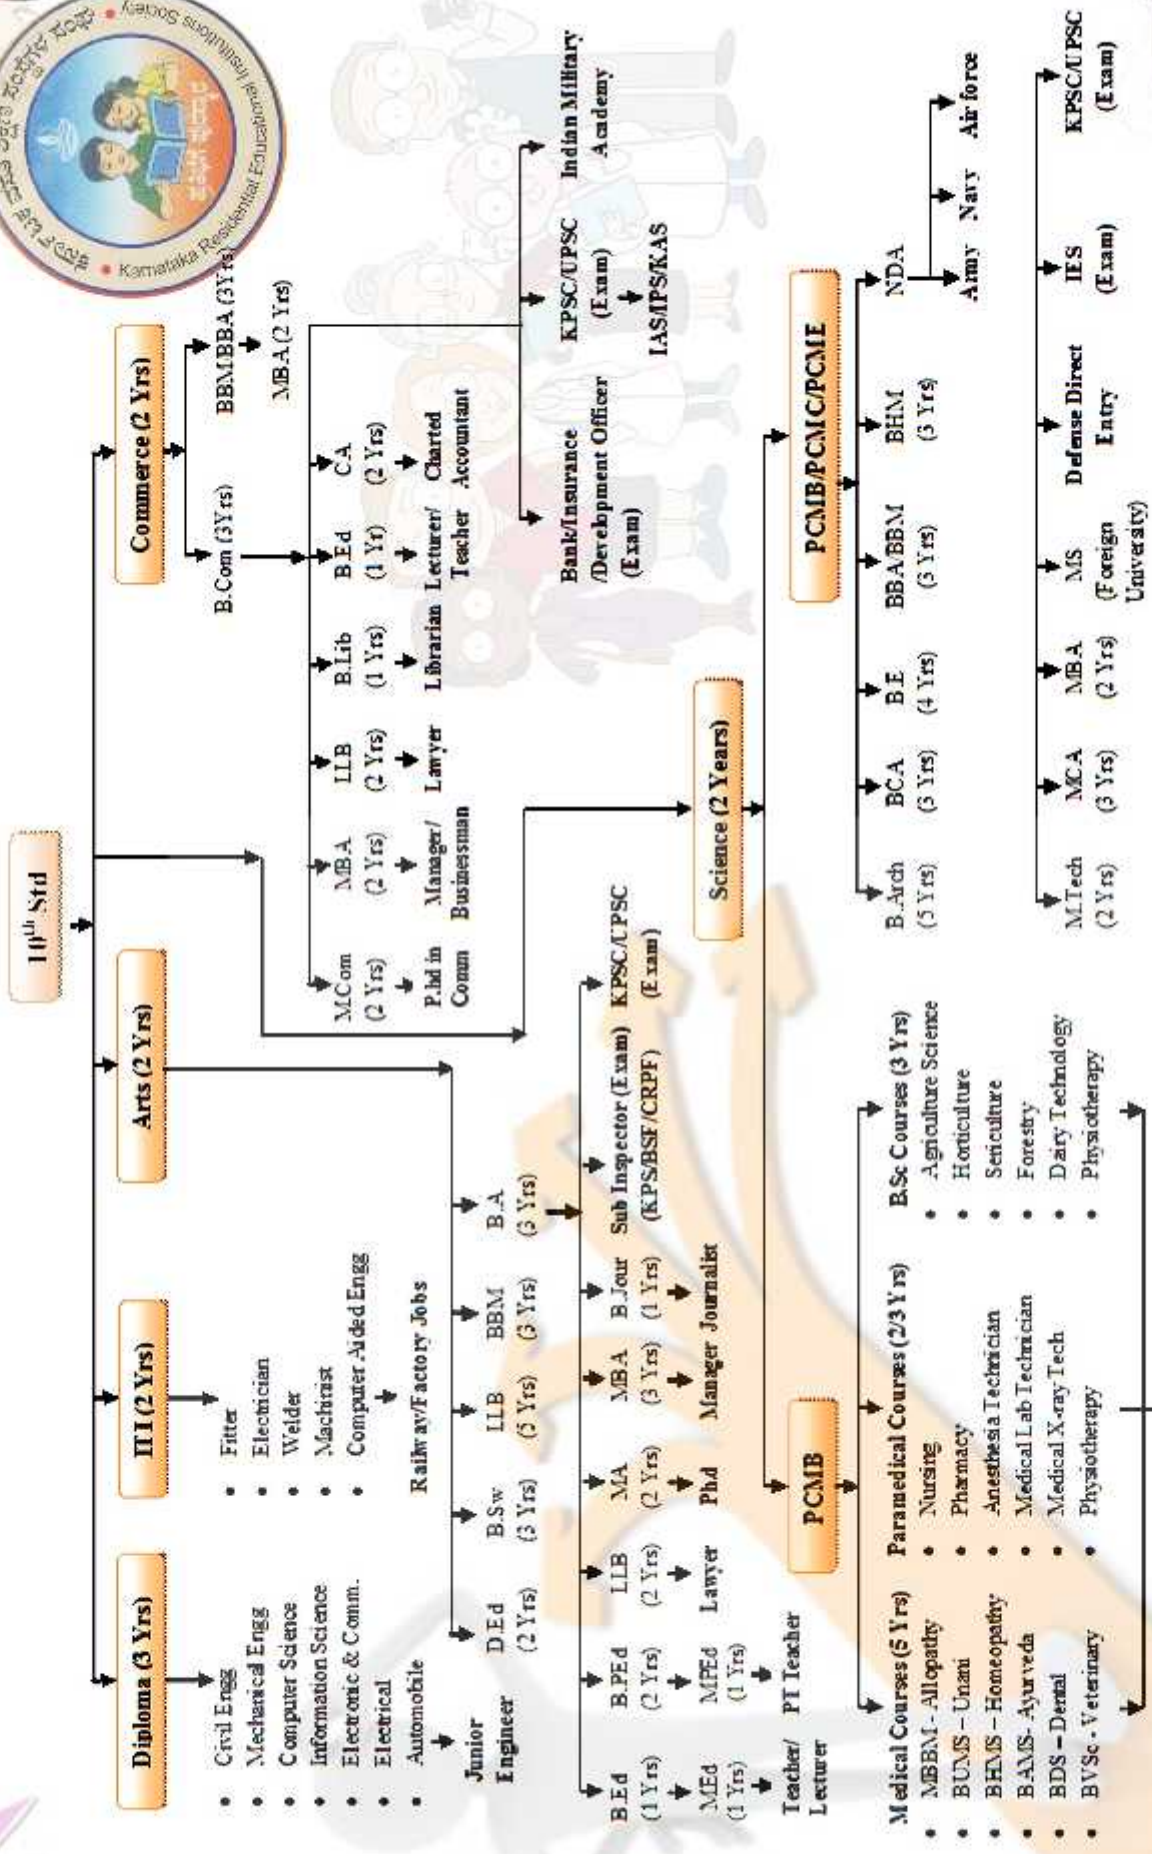 10th Std
Diploma (3 Yrs)
ITI (2 Yrs)
Arts (2 Yrs)
Commerce (2 Yrs)
• Civil Engg
• Mechanical Engg
• Computer Science
• Information Science
• Electronic & Comm.
• Electrical
• Automobile
Junior
Engineer
• Fitter
• Electrician
• Welder
• Machinist
• Computer Aided Engg
Railway/Factory Jobs
B.Com (3Yrs)
BBM/BBA (3Yrs)
MBA (2 Yrs)
M.Com
(2 Yrs)
P.hd in
Comm
MBA
(2 Yrs)
Manager/
Businessman
LLB
(2 Yrs)
Lawyer
B.Lib
(1 Yrs)
Librarian
B.Ed
(1 Yr)
Lecturer/
Teacher
CA
(2 Yrs)
Charted
Accountant
Bank/Insurance
/Development Officer
(Exam)
KPSC/UPSC
(Exam)
IAS/IPS/KAS
Indian Military
Academy
D.Ed
(2 Yrs)
B.Sw
(3 Yrs)
LLB
(5 Yrs)
BBM
(3 Yrs)
B.A
(3 Yrs)
B.Ed
(1 Yrs)
MEd
(1 Yrs)
Teacher/
Lecturer
B.PEd
(2 Yrs)
MPEd
(1 Yrs)
PT Teacher
LLB
(2 Yrs)
Lawyer
MA
(2 Yrs)
Ph.d
MBA
(3 Yrs)
Manager
B.Jour
(1 Yrs)
Journalist
Sub Inspector (Exam)
(KPS/BSF/CRPF)
KPSC/UPSC
(Exam)
Science (2 Years)
PCMB
PCMB/PCMC/PCME
Medical Courses (5 Yrs)
• MBBM - Allopathy
• BUMS – Unani
• BHMS – Homeopathy
• BAMS- Ayurveda
• BDS – Dental
• BVSc - Veterinary
Paramedical Courses (2/3 Yrs)
• Nursing
• Pharmacy
• Anesthesia Technician
• Medical Lab Technician
• Medical X-ray Tech
• Physiotherapy
B.Sc Courses (3 Yrs)
• Agriculture Science
• Horticulture
• Sericulture
• Forestry
• Dairy Technology
• Physiotherapy
B.Arch
(5 Yrs)
BCA
(3 Yrs)
B.E
(4 Yrs)
BBA/BBM
(3 Yrs)
BHM
(3 Yrs)
NDA
Army
Navy
Air force
M.Tech
(2 Yrs)
MCA
(3 Yrs)
MBA
(2 Yrs)
MS
(Foreign
University)
Defense Direct
Entry
IES
(Exam)
KPSC/UPSC
(Exam)
Karnataka Residential Educational Institutions Society